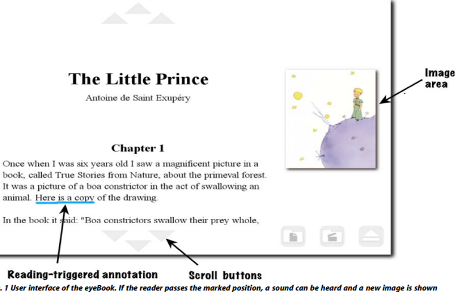 The Little Prince
Antoine de Saint Exupéry
Image
area
Chapter 1
Once when I was six years old I saw a magnificent picture in a
book, called True Stories from Nature, about the primeval forest.
It was a picture of a boa constrictor in the act of swallowing an
animal. Here is a copy of the drawing.
In the book it said: "Boa constrictors swallow their prey whole,
Reading-triggered annotation
Scroll buttons
. 1 User interface of the eyeBook. If the reader passes the marked position, a sound can be heard and a new image is shown